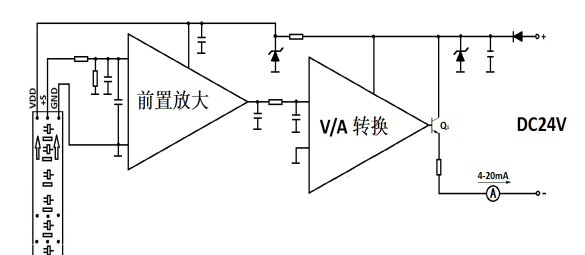 VDD
+S
GND
前置放大
V/A 转换
Q1
DC24V
+
4-20mA
A
-